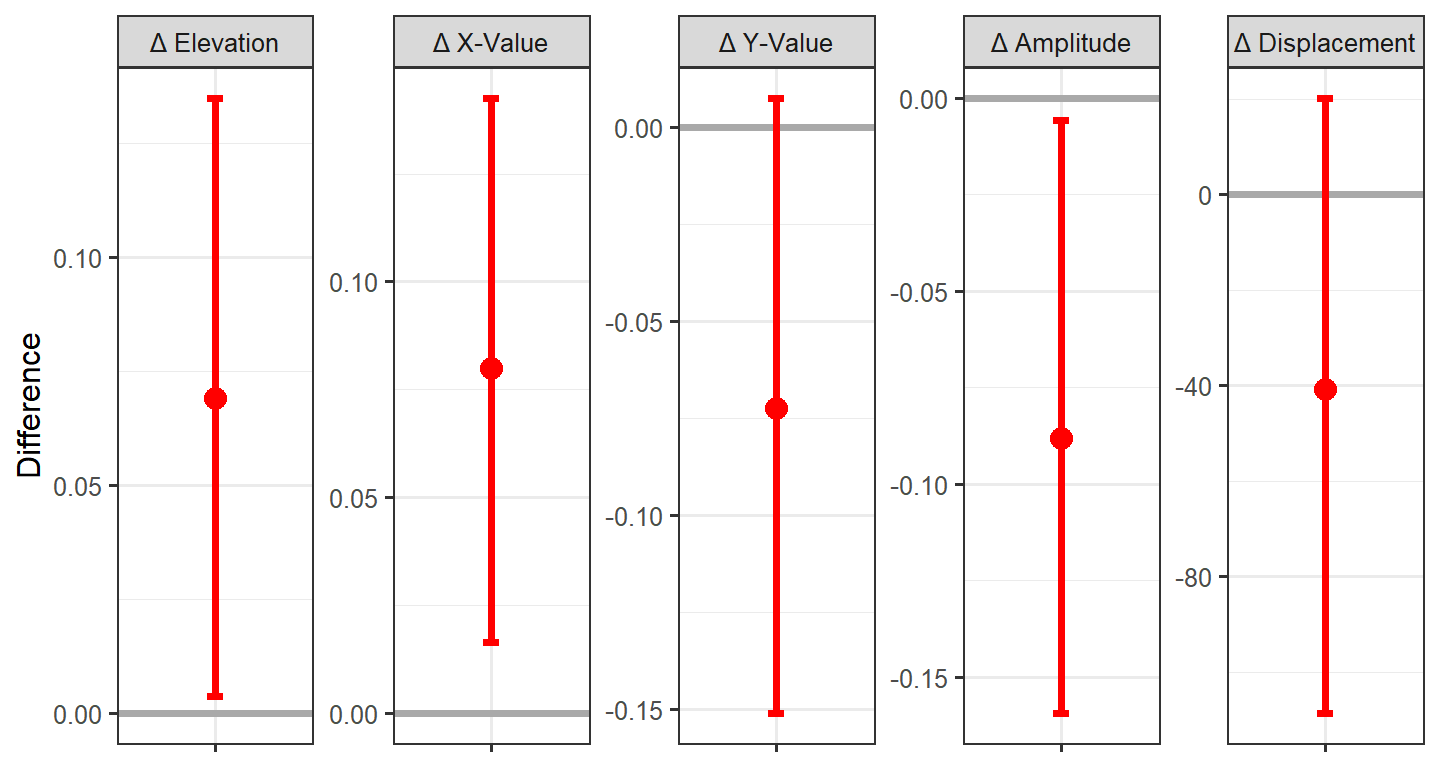 Δ Elevation
Δ X-Value
Δ Y-Value
Δ Amplitude
Δ Displacement
Difference
0.10
0.05
0.00
0.10
0.05
0.00
0.00
-0.05
-0.10
-0.15
0.00
-0.05
-0.10
-0.15
0
-40
-80